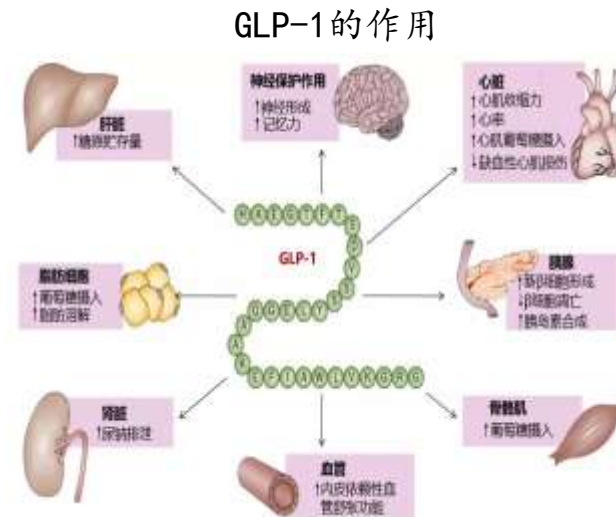 GLP-1的作用
肝脏
↑糖原贮存量
神经保护作用
↑神经形成
↑记忆力
心脏
↑心肌收缩力
↑心率
↑心肌葡萄糖摄入
↓缺血性心肌损伤
HAEGTFT
GLP-1
脂肪细胞
↑葡萄糖摄入
↑脂肪溶解
胰腺
↑新β细胞形成
↓β细胞凋亡
↑胰岛素合成
肾脏
↑尿钠排泄
EFIAWLVKGRG
骨骼肌
↑葡萄糖摄入
血管
↑内皮依赖性血
管舒张功能